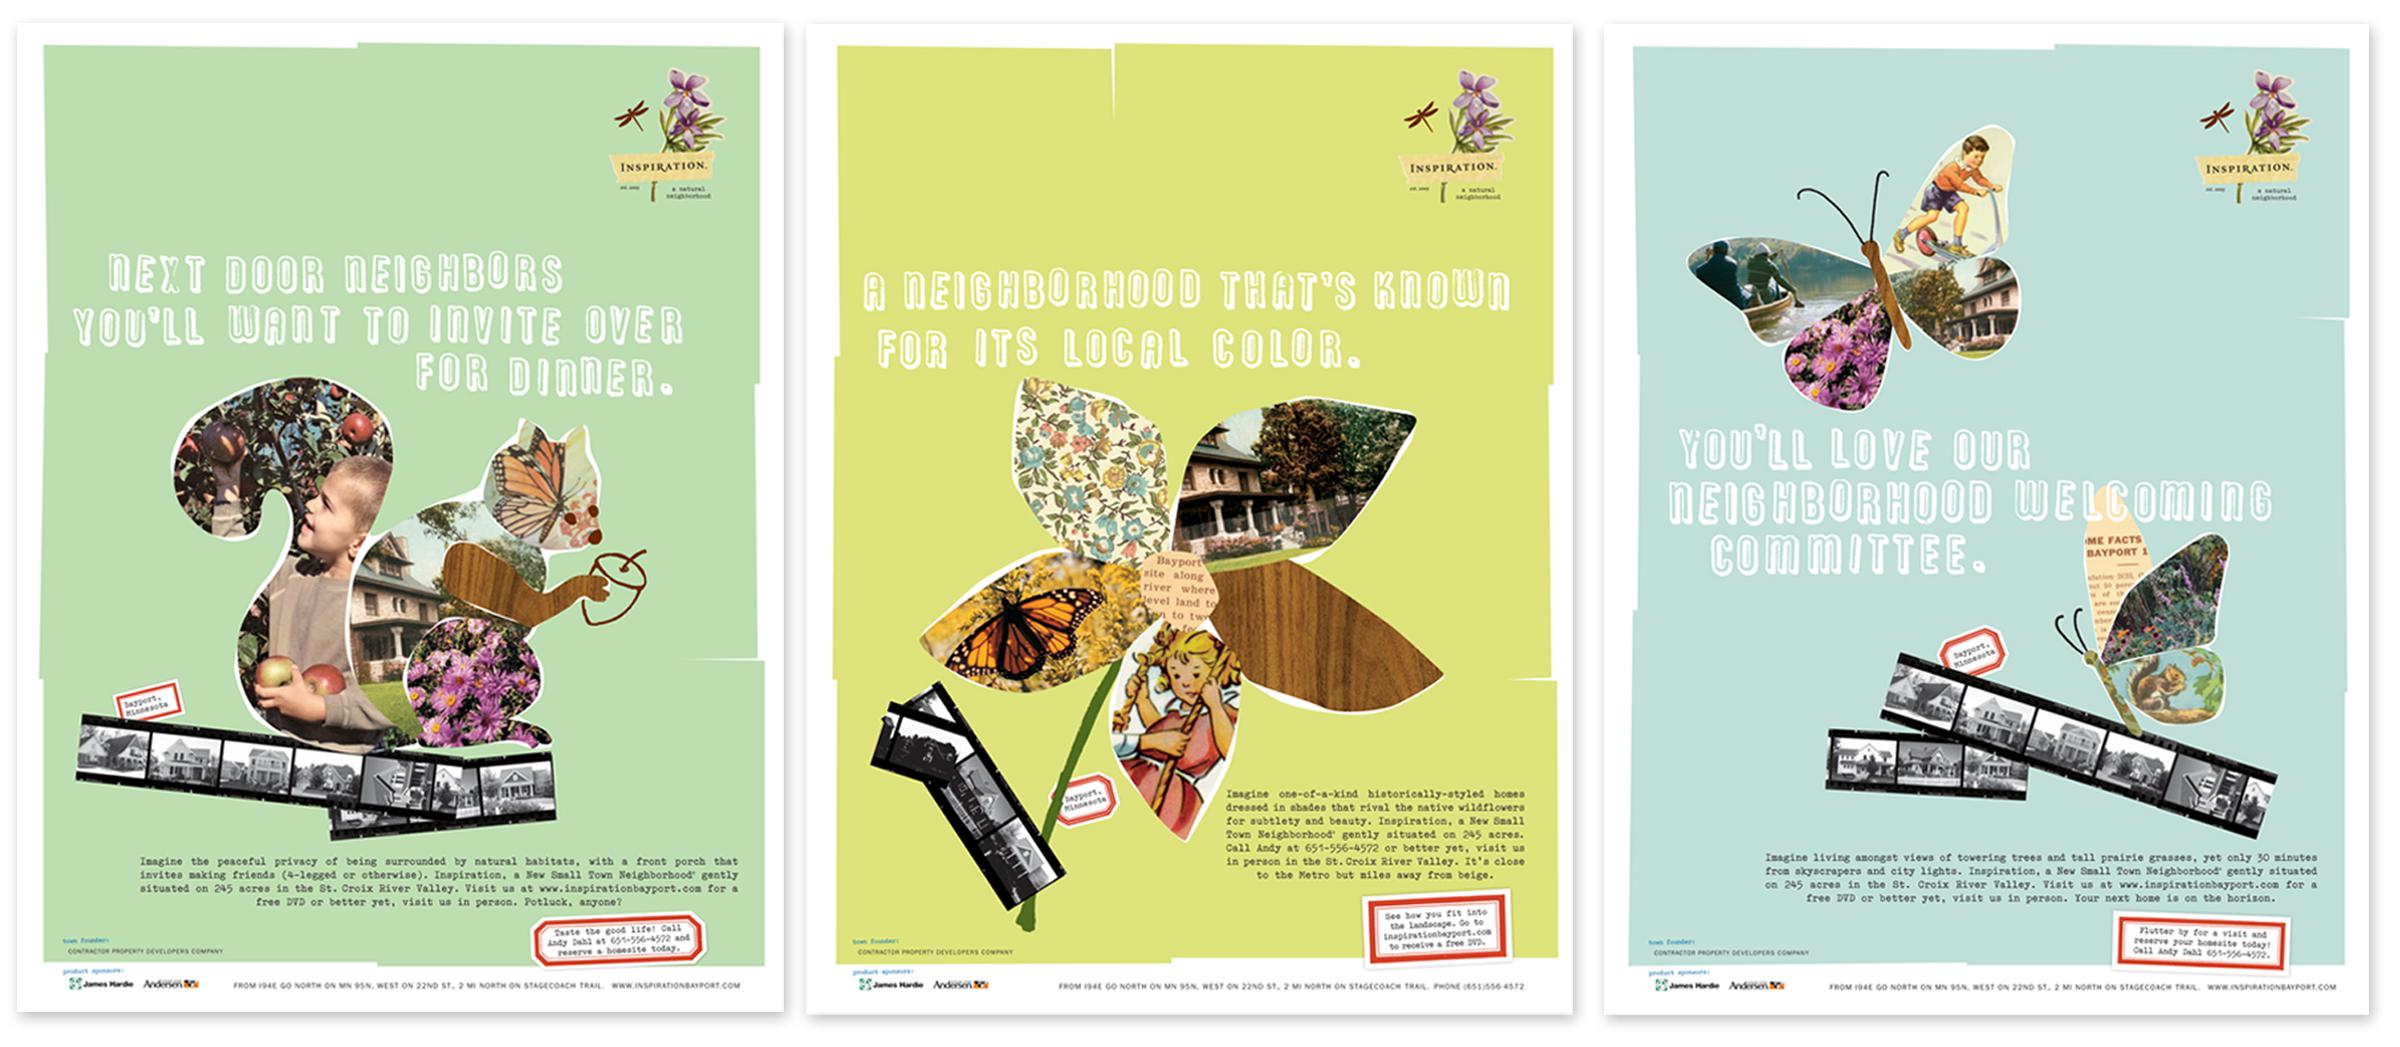 INSPIRATION.
est. 2003
a natural
neighborhood
NEXT DOOR NEIGHBORS
YOU'LL WANT TO INVITE OVER
FOR DINNER.
Bayport,
Minnesota
Imagine the peaceful privacy of being surrounded by natural habitats, with a front porch that
invites making friends (4-legged or otherwise). Inspiration, a New Small Town Neighborhood® gently
situated on 245 acres in the St. Croix River Valley. Visit us at www.inspirationbayport.com for a
free DVD or better yet, visit us in person. Potluck, anyone?
Taste the good life! Call
Andy Dahl at 651-556-4572 and
reserve a homesite today.
town founder:
CONTRACTOR PROPERTY DEVELOPERS COMPANY
product sponsors:
James Hardie
Andersen
FROM I94E GO NORTH ON MN 95N, WEST ON 22ND ST., 2 MI NORTH ON STAGECOACH TRAIL. WWW.INSPIRATIONBAYPORT.COM
INSPIRATION.
est. 2003
a natural
neighborhood
A NEIGHBORHOOD THAT'S KNOWN
FOR ITS LOCAL COLOR.
Bayport
site along
river where
level land to
to two
Bayport,
Minnesota
Imagine one-of-a-kind historically-styled homes
dressed in shades that rival the native wildflowers
for subtlety and beauty. Inspiration, a New Small
Town Neighborhood® gently situated on 245 acres.
Call Andy at 651-556-4572 or better yet, visit us
in person in the St. Croix River Valley. It's close
to the Metro but miles away from beige.
See how you fit into
the landscape. Go to
inspirationbayport.com
to receive a free DVD.
town founder:
CONTRACTOR PROPERTY DEVELOPERS COMPANY
product sponsors:
James Hardie
Andersen
FROM I94E GO NORTH ON MN 95N, WEST ON 22ND ST., 2 MI NORTH ON STAGECOACH TRAIL. PHONE (651)556-4572
INSPIRATION.
est. 2003
a natural
neighborhood
YOU'LL LOVE OUR
NEIGHBORHOOD WELCOMING
COMMITTEE.
ME FACTS
BAYPORT 1
Bayport,
Minnesota
Imagine living amongst views of towering trees and tall prairie grasses, yet only 30 minutes
from skyscrapers and city lights. Inspiration, a New Small Town Neighborhood® gently situated
on 245 acres in the St. Croix River Valley. Visit us at www.inspirationbayport.com for a
free DVD or better yet, visit us in person. Your next home is on the horizon.
Flutter by for a visit and
reserve your homesite today!
Call Andy Dahl 651-556-4572.
town founder:
CONTRACTOR PROPERTY DEVELOPERS COMPANY
product sponsors:
James Hardie
Andersen
FROM I94E GO NORTH ON MN 95N, WEST ON 22ND ST., 2 MI NORTH ON STAGECOACH TRAIL. WWW.INSPIRATIONBAYPORT.COM